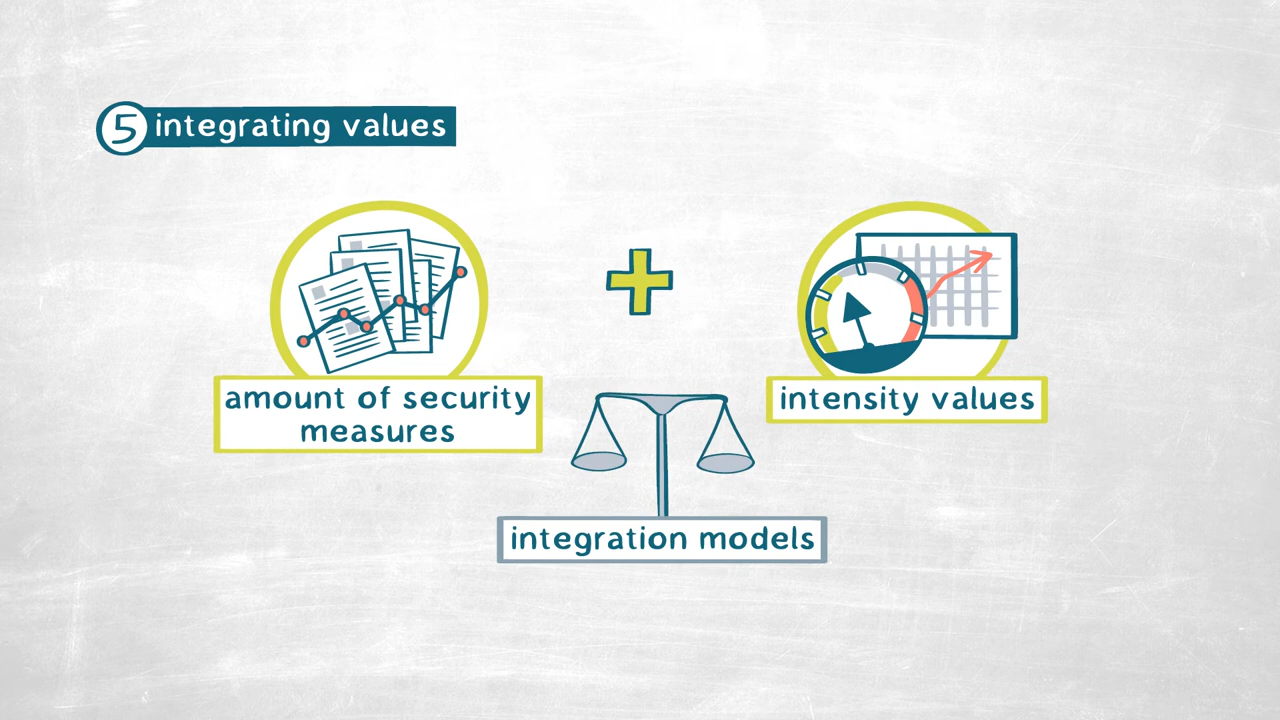 5 integrating values
amount of security
measures
intensity values
integration models